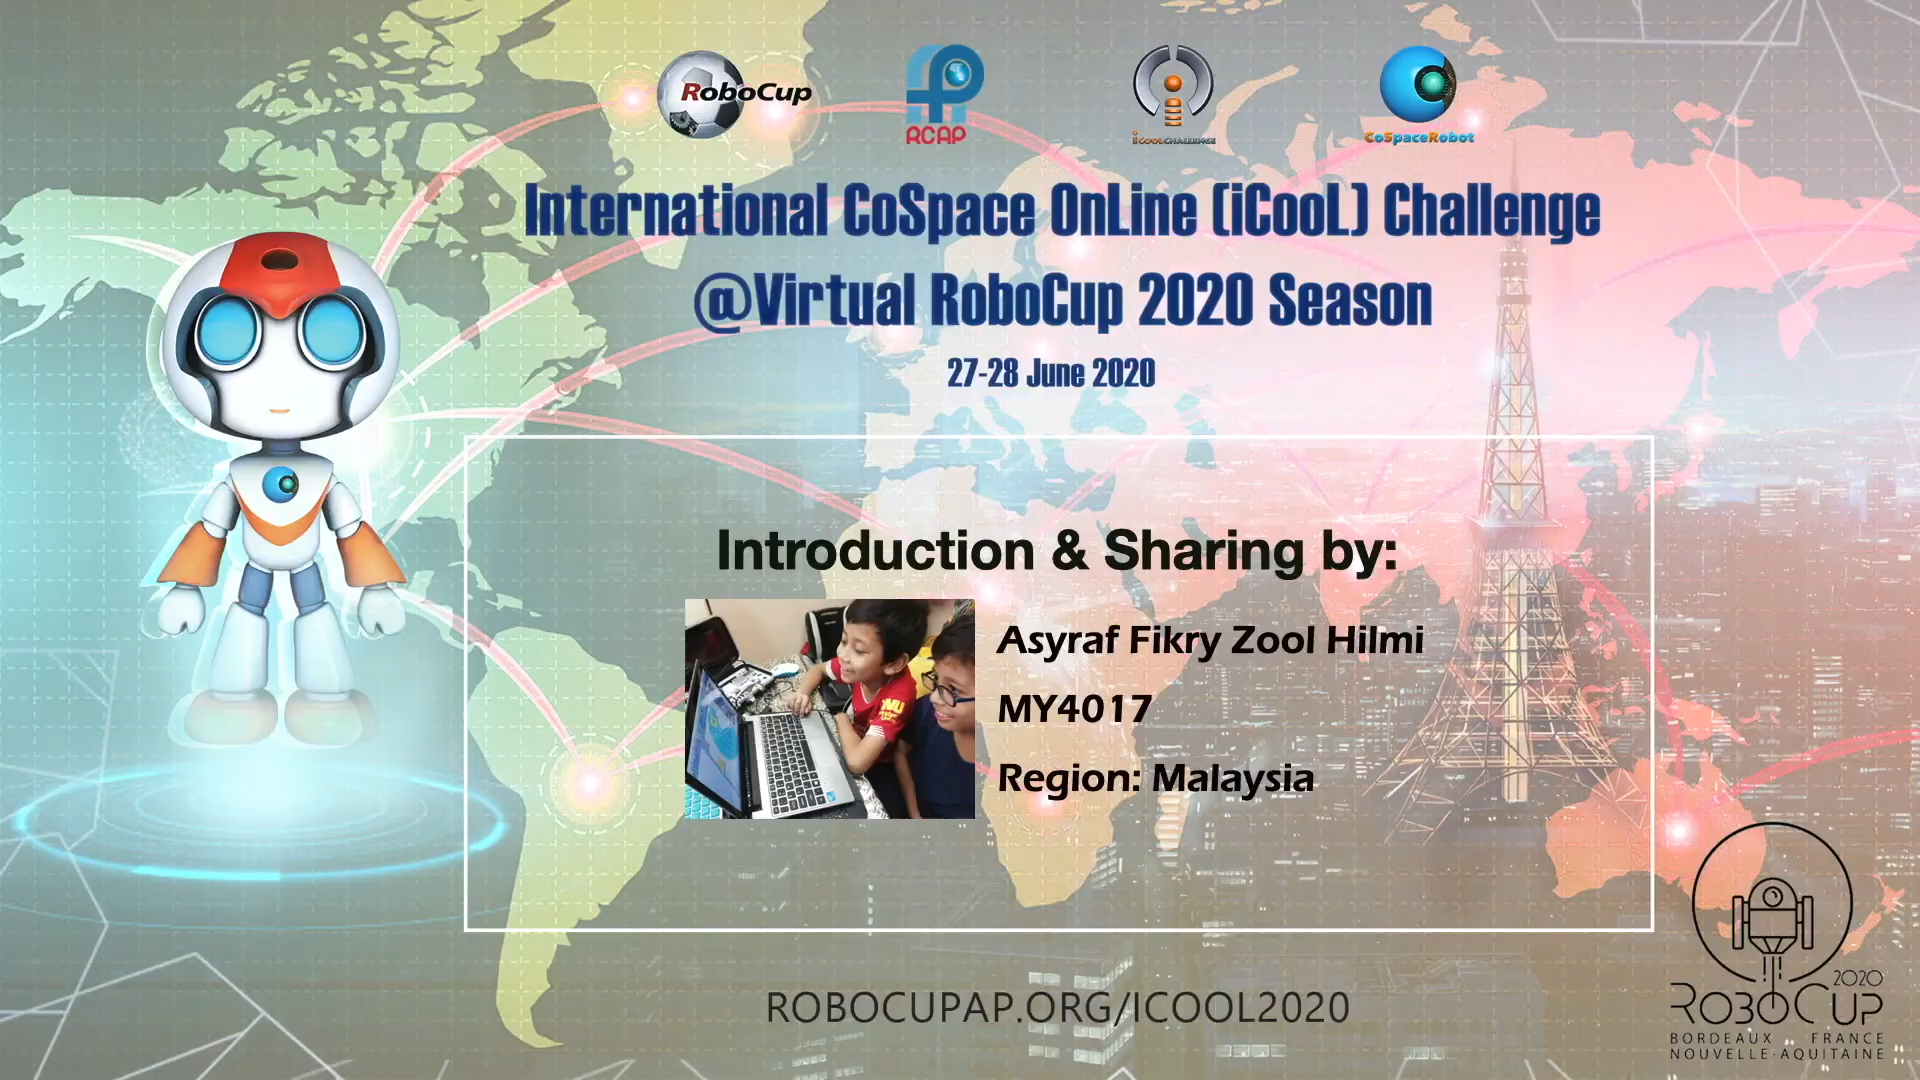 RoboCup
RCAP
iCOOLCHALLENGE
CoSpaceRobot
International CoSpace OnLine (iCooL) Challenge
@Virtual RoboCup 2020 Season
27-28 June 2020
Introduction & Sharing by:
Asyraf Fikry Zool Hilmi
MY4017
Region: Malaysia
ROBOCUPAP.ORG/ICOOL2020
2020
ROBOCUP
BORDEAUX FRANCE
NOUVELLE-AQUITAINE